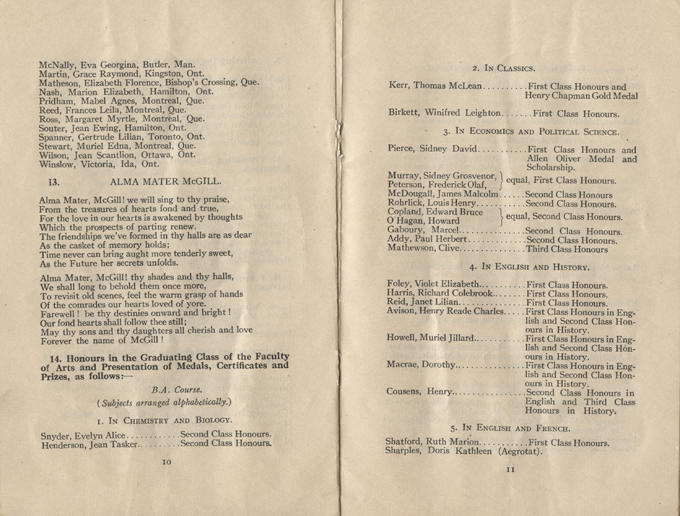 McNally, Eva Georgina, Butler, Man.
Martin, Grace Raymond, Kingston, Ont.
Matheson, Elizabeth Florence, Bishop's Crossing, Que.
Nash, Marion Elizabeth, Hamilton, Ont.
Pridham, Mabel Agnes, Montreal, Que.
Reed, Frances Leila, Montreal, Que.
Ross, Margaret Myrtle, Montreal, Que.
Souter, Jean Ewing, Hamilton, Ont.
Spanner, Gertrude Lilian, Toronto, Ont.
Stewart, Muriel Edna, Montreal, Que.
Wilson, Jean Scantlion, Ottawa, Ont.
Winslow, Victoria, Ida, Ont.
13. ALMA MATER McGILL.
Alma Mater, McGill! we will sing to thy praise,
From the treasures of hearts fond and true,
For the love in our hearts is awakened by thoughts
Which the prospects of parting renew.
The friendships we've formed in thy halls are as dear
As the casket of memory holds;
Time never can bring aught more tenderly sweet,
As the Future her secrets unfolds.
Alma Mater, McGill! thy shades and thy halls,
We shall long to behold them once more,
To revisit old scenes, feel the warm grasp of hands
Of the comrades our hearts loved of yore.
Farewell! be thy destinies onward and bright!
Our fond hearts shall follow thee still;
May thy sons and thy daughters all cherish and love
Forever the name of McGill!
14. Honours in the Graduating Class of the Faculty
of Arts and Presentation of Medals, Certificates and
Prizes, as follows:—
B.A. Course.
(Subjects arranged alphabetically.)
1. In Chemistry and Biology.
Snyder, Evelyn Alice............Second Class Honours.
Henderson, Jean Tasker..........Second Class Honours.
10
2. In Classics.
Kerr, Thomas McLean..........First Class Honours and
Henry Chapman Gold Medal
Birkett, Winifred Leighton.......First Class Honours.
3. In Economics and Political Science.
Pierce, Sidney David...........First Class Honours and
Allen Oliver Medal and
Scholarship.
Murray, Sidney Grosvenor,
Peterson, Frederick Olaf, } equal, First Class Honours.
McDougall, James Malcolm......Second Class Honours
Rohrlick, Louis Henry..........Second Class Honours.
Copland, Edward Bruce
O Hagan, Howard } equal, Second Class Honours.
Gaboury, Marcel...............Second Class Honours.
Addy, Paul Herbert.............Second Class Honours.
Mathewson, Clive...............Third Class Honours
4. In English and History.
Foley, Violet Elizabeth..........First Class Honours.
Harris, Richard Colebrook.......First Class Honours.
Reid, Janet Lilian...............First Class Honours.
Avison, Henry Reade Charles.....First Class Honours in Eng-
lish and Second Class Hon-
ours in History.
Howell, Muriel Jillard...........First Class Honours in Eng-
lish and Second Class Hon-
ours in History.
Macrae, Dorothy................First Class Honours in Eng-
lish and Second Class Hon-
ours in History.
Cousens, Henry.................Second Class Honours in
English and Third Class
Honours in History.
5. In English and French.
Shatford, Ruth Marion..........First Class Honours.
Sharples, Doris Kathleen (Aegrotat).
11